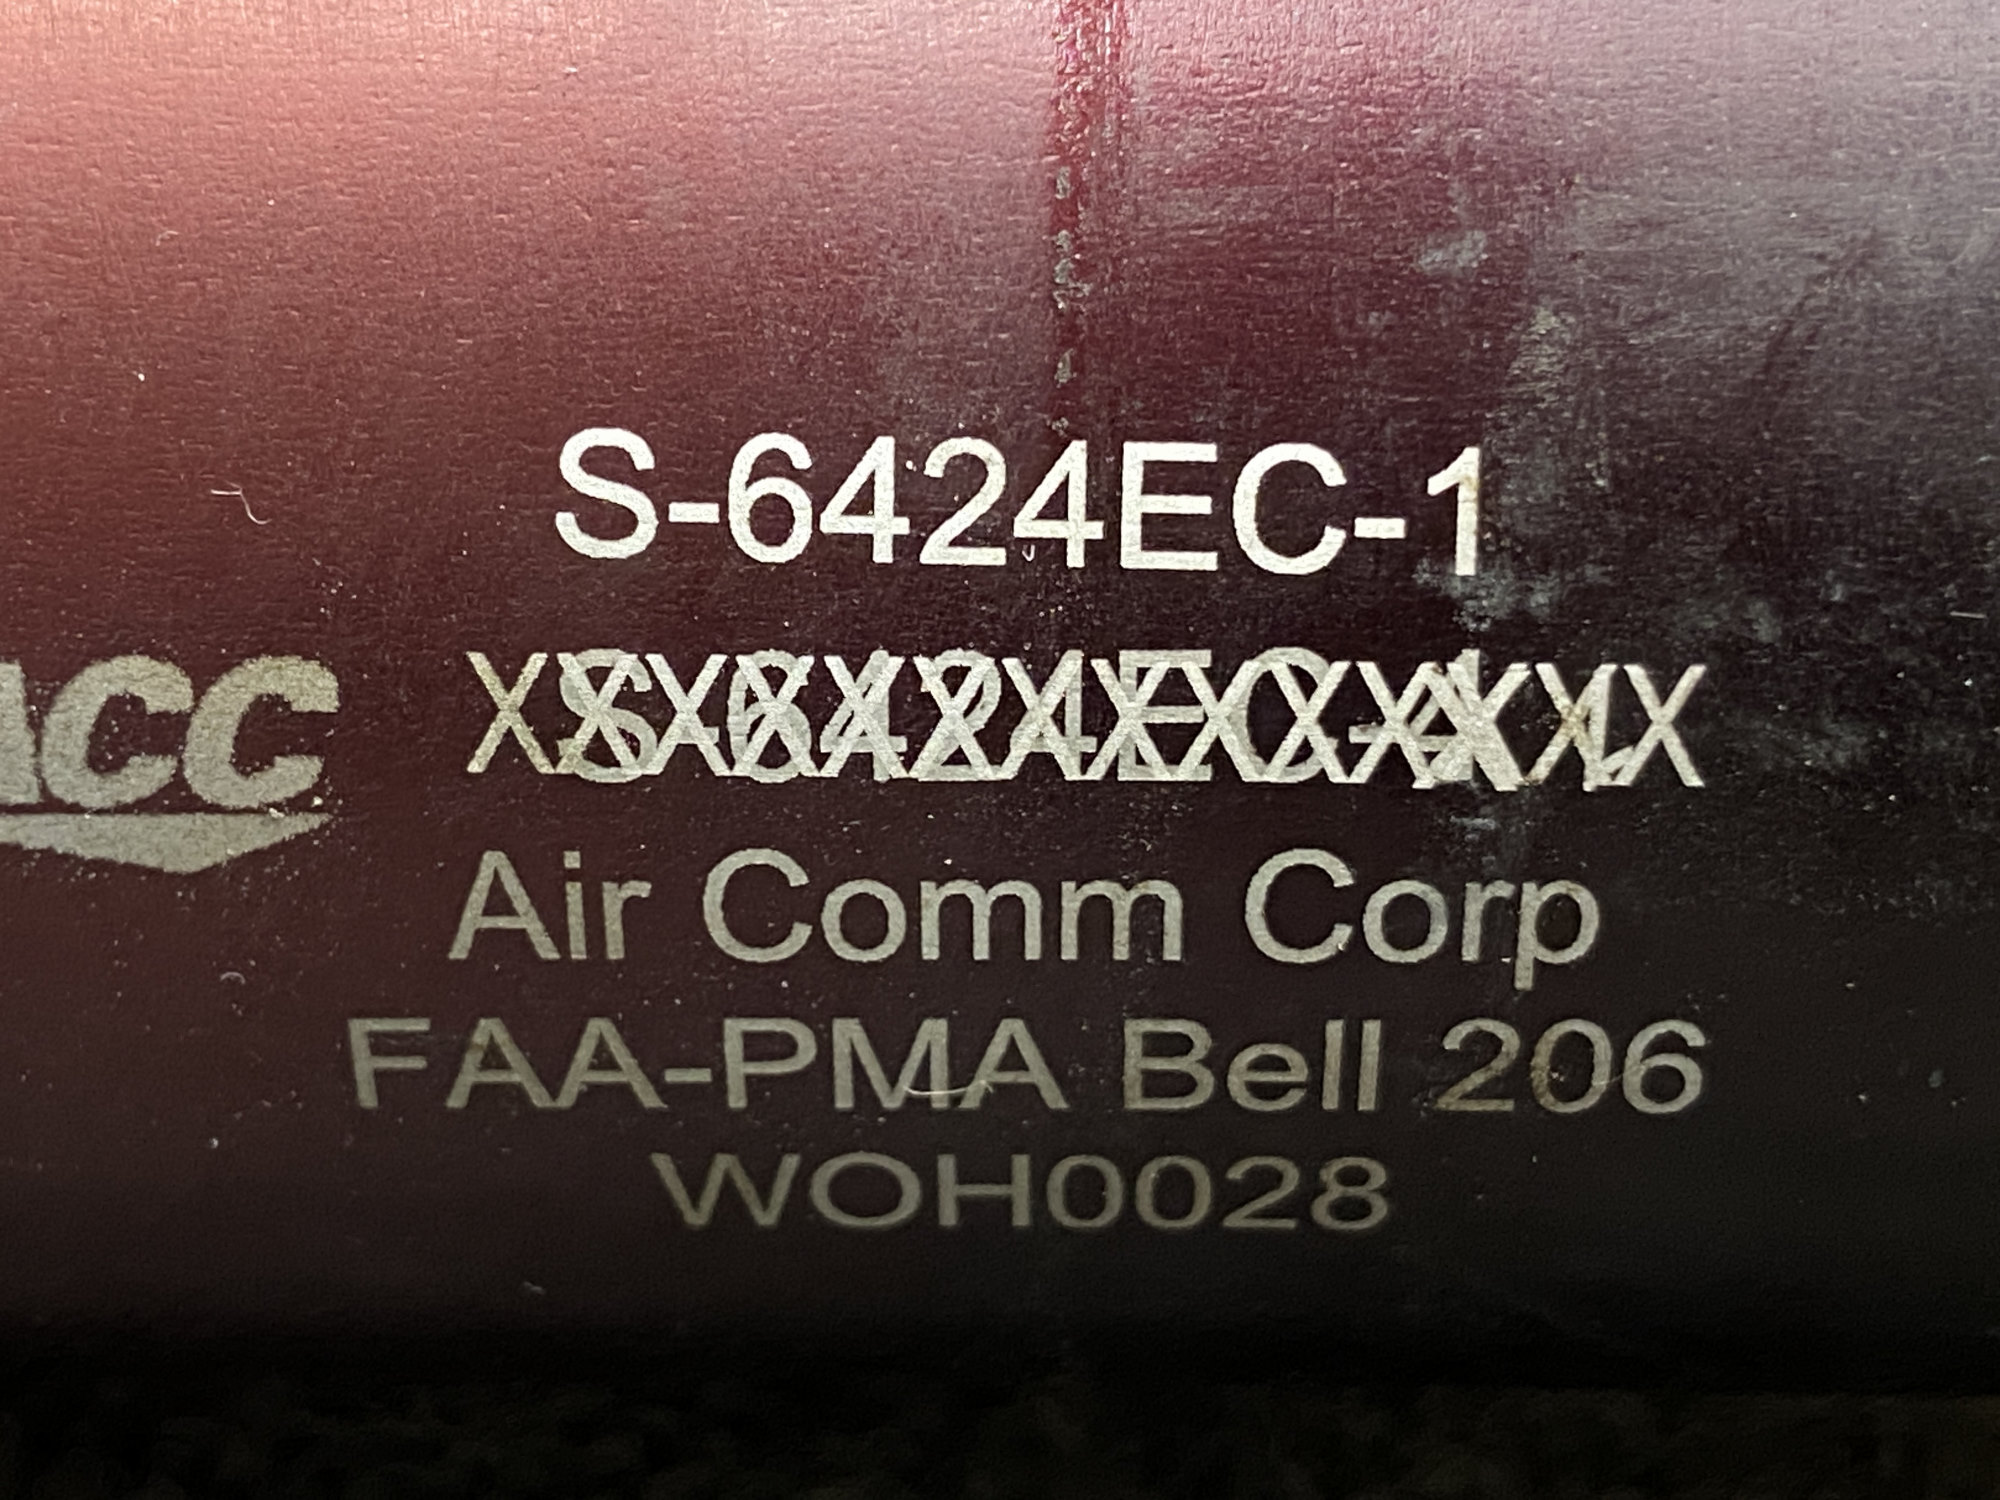 S-6424EC-1
ACC
Air Comm Corp
FAA-PMA Bell 206
WOH0028